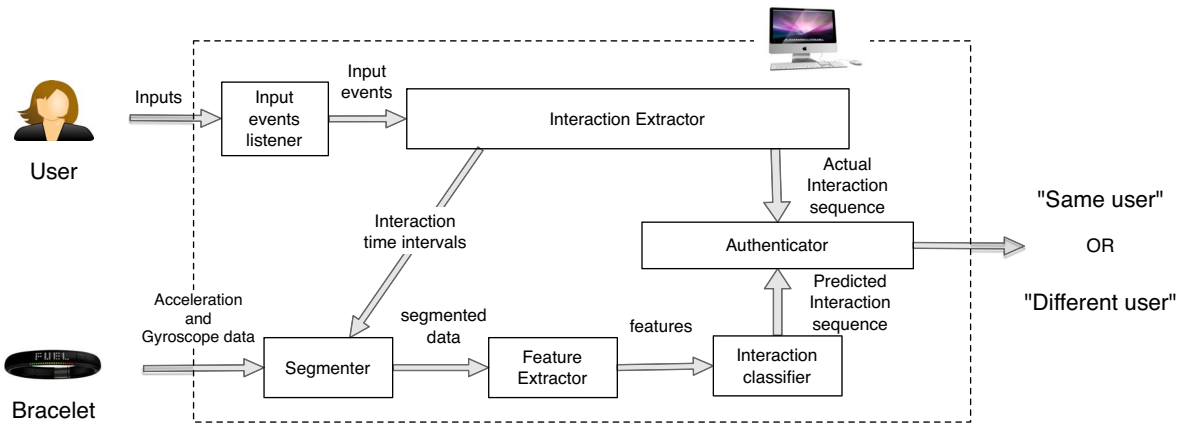 Inputs
Input
events
listener
Input
events
Interaction Extractor
User
Actual
Interaction
sequence
Interaction
time intervals
Authenticator
"Same user"
OR
"Different user"
Predicted
Interaction
sequence
Acceleration
and
Gyroscope data
segmented
data
features
FUEL
Segmenter
Feature
Extractor
Interaction
classifier
Bracelet